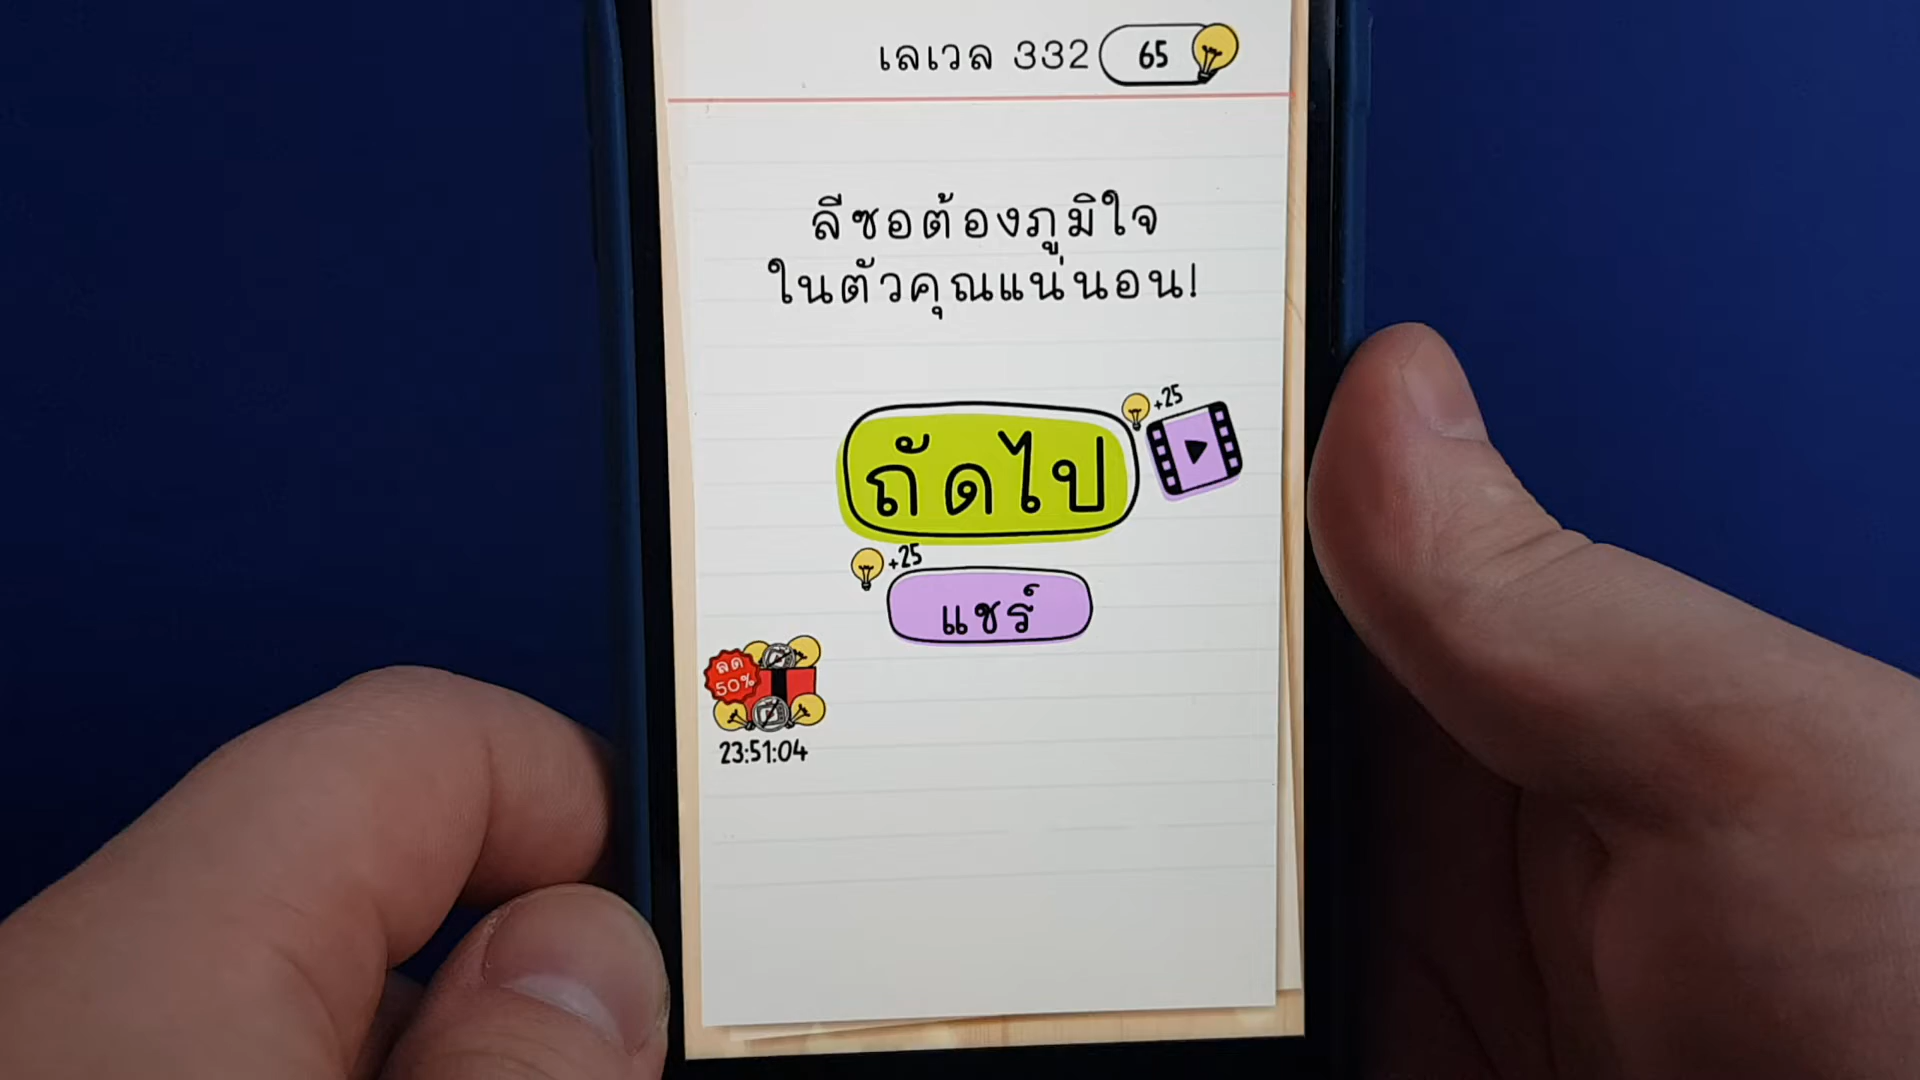 เลเวล 332
65
ลีซอต้องภูมิใจ
ในตัวคุณแน่นอน!
+25
ถัดไป
+25
แชร์
ลด
50%
23:51:04